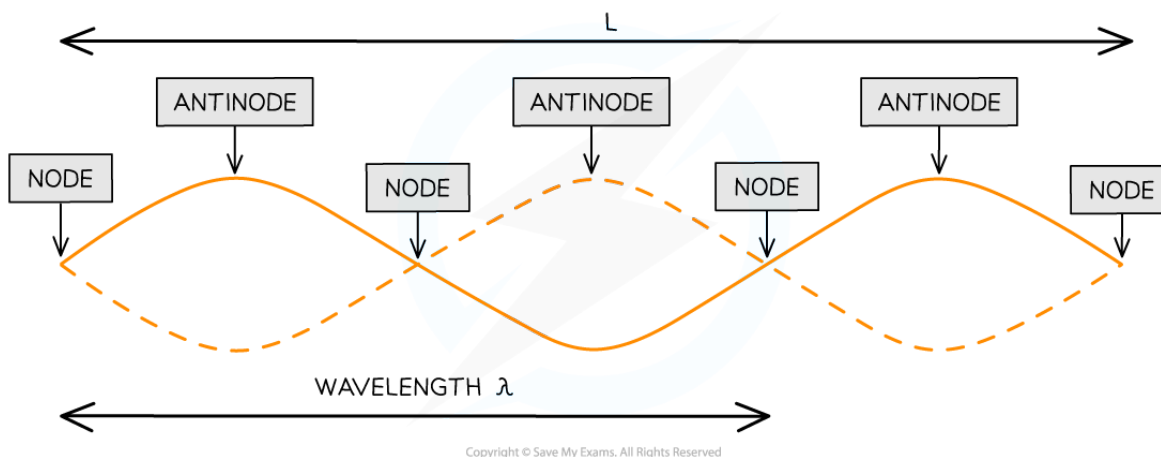 L
ANTINODE
ANTINODE
ANTINODE
NODE
NODE
NODE
NODE
WAVELENGTH λ
Copyright © Save My Exams. All Rights Reserved